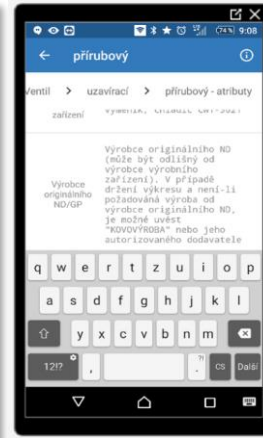 74% 9:08
přírubový
Ventil > uzavírací > přírubový - atributy
zařízení
Výrobce
originálního
ND/GP
Výrobce originálního ND
(může být odlišný od
výrobce výrobního
zařízení). V případě
držení výkresu a není-li
požadována výroba od
výrobce originálního ND,
je možné uvést
"KOVOVÝROBA" nebo jeho
autorizovaného dodavatele
q w e r t z u i o p
a s d f g h j k l
y x c v b n m
12!? , . ?! CS Další